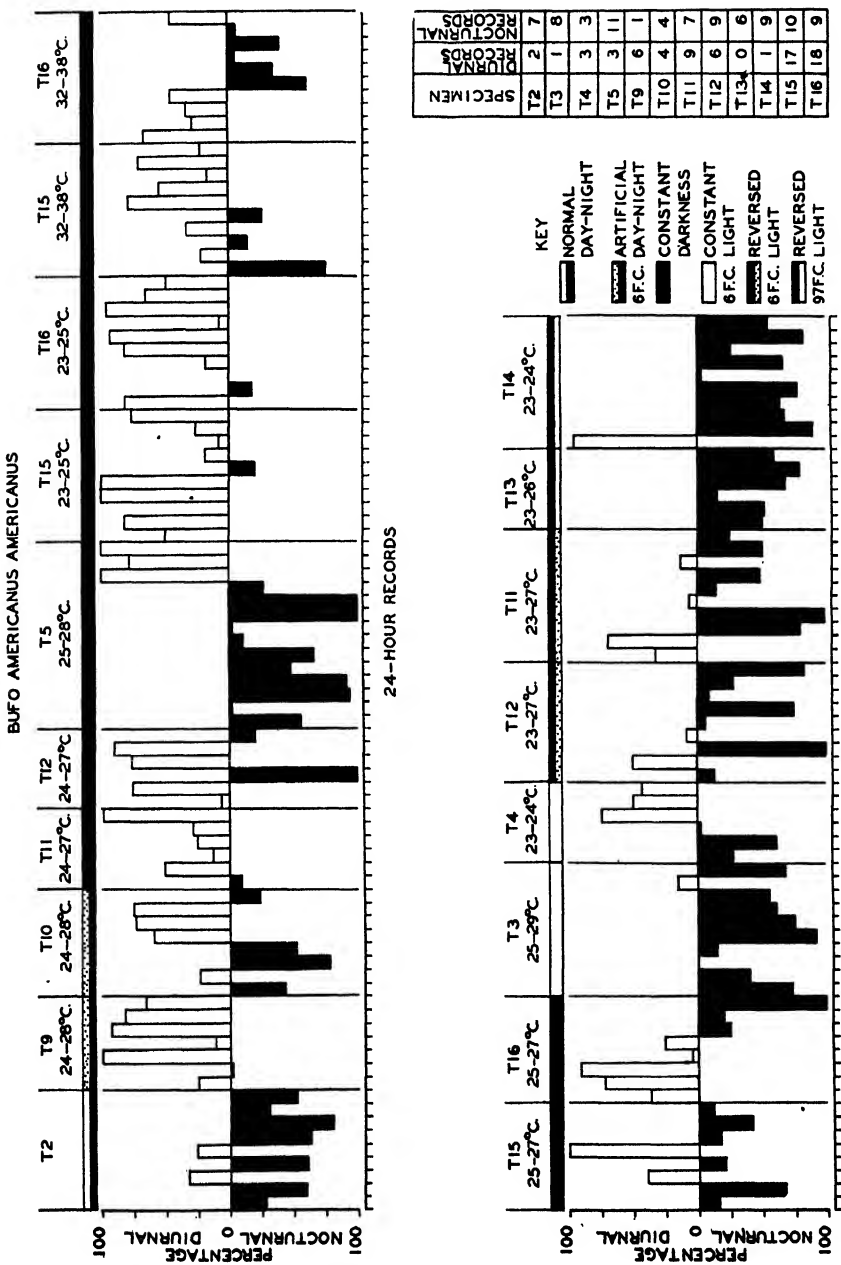 BUFO AMERICANUS AMERICANUS
T2
T9
24-28°C.
T10
24-28°C.
T11
24-27°C.
T12
24-27°C.
T5
25-28°C.
T15
23-25°C.
T16
23-25°C.
T15
32-38°C.
T16
32-38°C.
100
0
100
PERCENTAGE
NOCTURNAL DIURNAL
24-HOUR RECORDS
T15
25-27°C.
T16
25-27°C.
T3
25-29°C.
T4
23-24°C.
T12
23-27°C.
T11
23-27°C.
T13
23-26°C.
T14
23-24°C.
100
0
100
PERCENTAGE
NOCTURNAL DIURNAL
KEY
NORMAL DAY-NIGHT
ARTIFICIAL 6 F.C. DAY-NIGHT
CONSTANT DARKNESS
CONSTANT 6 F.C. LIGHT
REVERSED 6 F.C. LIGHT
REVERSED 97 F.C. LIGHT
SPECIMEN DIURNAL RECORDS NOCTURNAL RECORDS
T2 2 7
T3 1 8
T4 3 3
T5 3 11
T9 6 1
T10 4 4
T11 9 7
T12 6 9
T13 0 6
T14 1 9
T15 17 10
T16 18 9